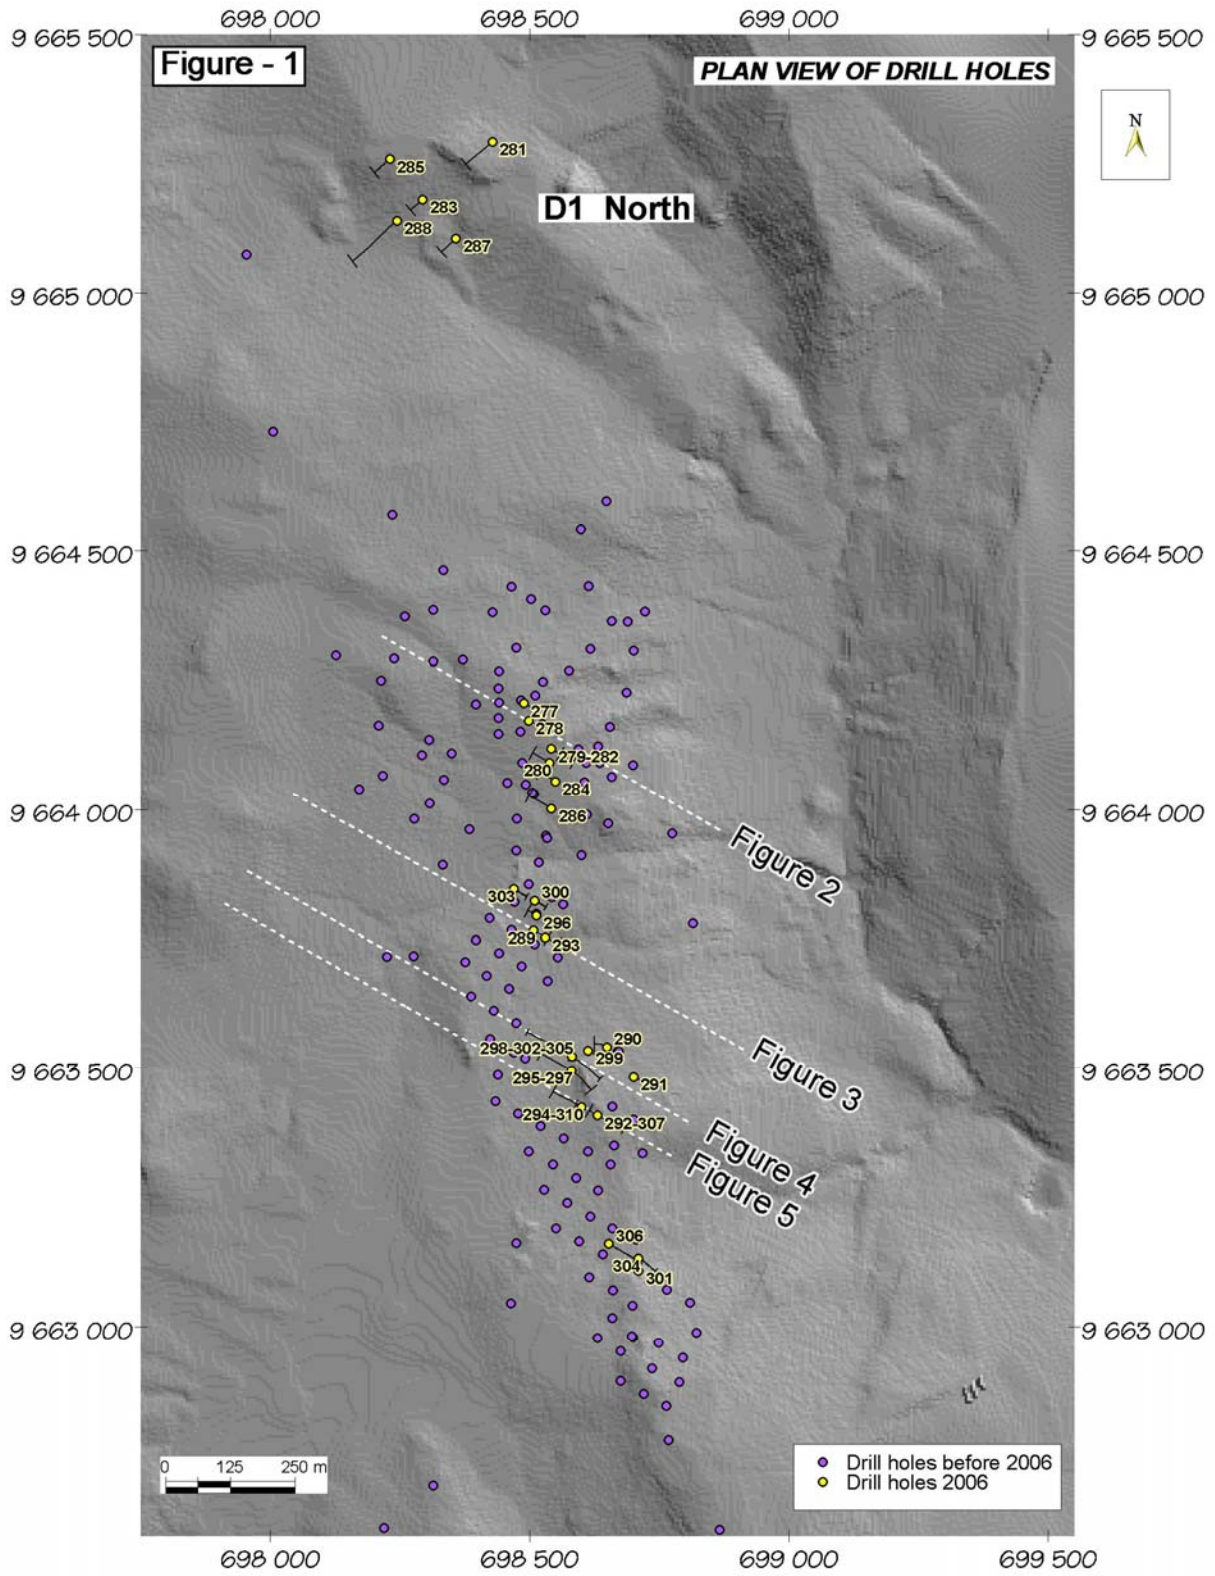 698 000 698 500 699 000
9 665 500 9 665 500
Figure - 1
PLAN VIEW OF DRILL HOLES
N
281
285
D1 North
283
288
287
9 665 000 9 665 000
9 664 500 9 664 500
277
278
279-282
280
284
286
9 664 000 9 664 000
Figure 2
303
300
296
289
293
290
298-302-305
299
295-297
291
9 663 500 9 663 500
Figure 3
294-310
292-307
Figure 4
Figure 5
306
304
301
9 663 000 9 663 000
0 125 250 m
Drill holes before 2006
Drill holes 2006
698 000 698 500 699 000 699 500